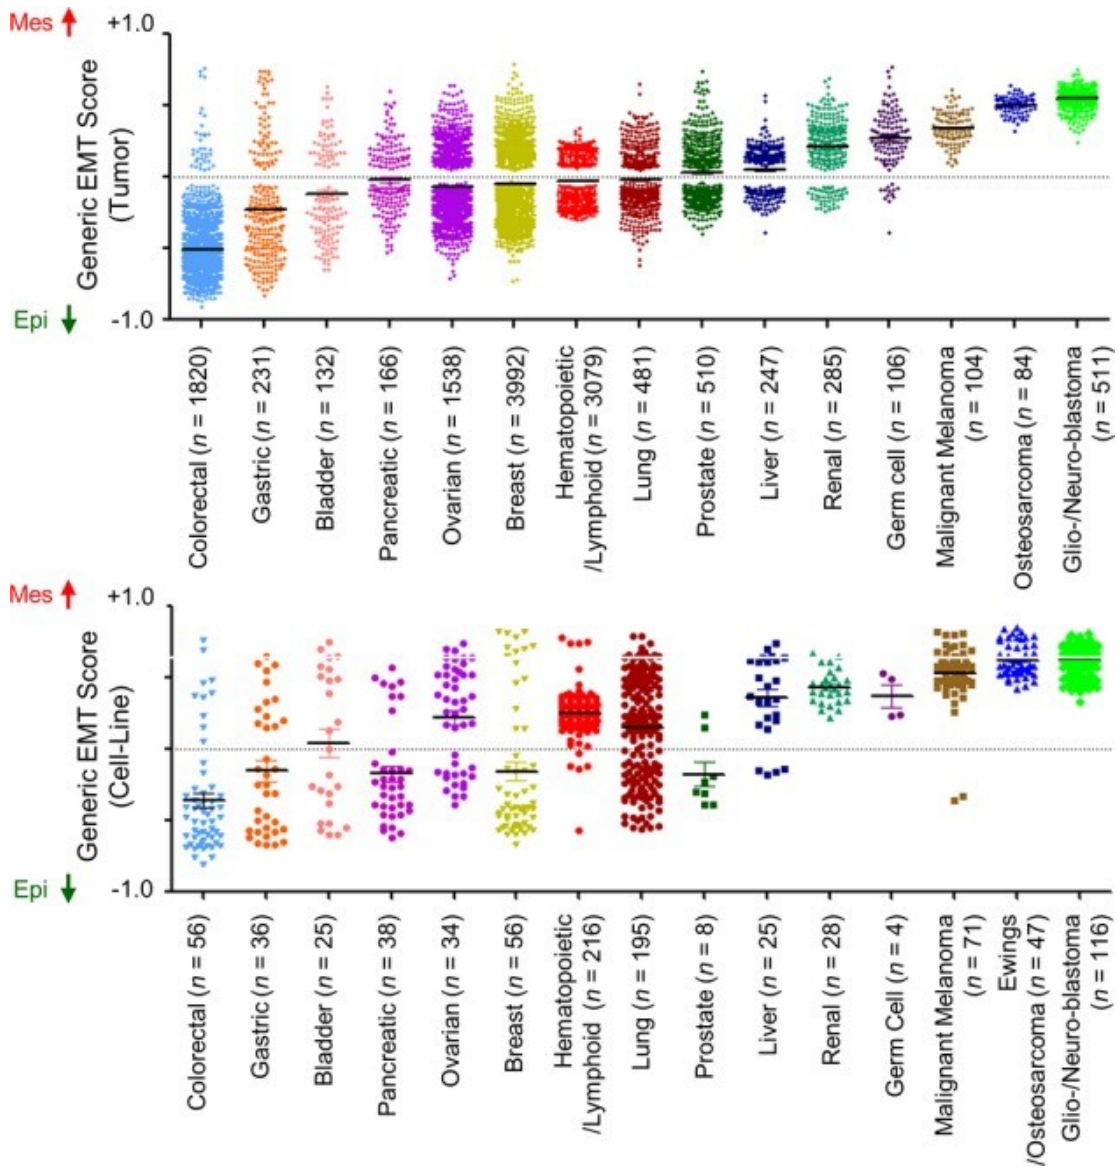 Mes
+1.0
Generic EMT Score
(Tumor)
Epi
-1.0
Colorectal (n = 1820)
Gastric (n = 231)
Bladder (n = 132)
Pancreatic (n = 166)
Ovarian (n = 1538)
Breast (n = 3992)
Hematopoietic
/Lymphoid (n = 3079)
Lung (n = 481)
Prostate (n = 510)
Liver (n = 247)
Renal (n = 285)
Germ cell (n = 106)
Malignant Melanoma
(n = 104)
Osteosarcoma (n = 84)
Glio-/Neuro-blastoma
(n = 511)
Mes
+1.0
Generic EMT Score
(Cell-Line)
Epi
-1.0
Colorectal (n = 56)
Gastric (n = 36)
Bladder (n = 25)
Pancreatic (n = 38)
Ovarian (n = 34)
Breast (n = 56)
Hematopoietic
/Lymphoid (n = 216)
Lung (n = 195)
Prostate (n = 8)
Liver (n = 25)
Renal (n = 28)
Germ Cell (n = 4)
Malignant Melanoma
(n = 71)
Ewings
/Osteosarcoma (n = 47)
Glio-/Neuro-blastoma
(n = 116)